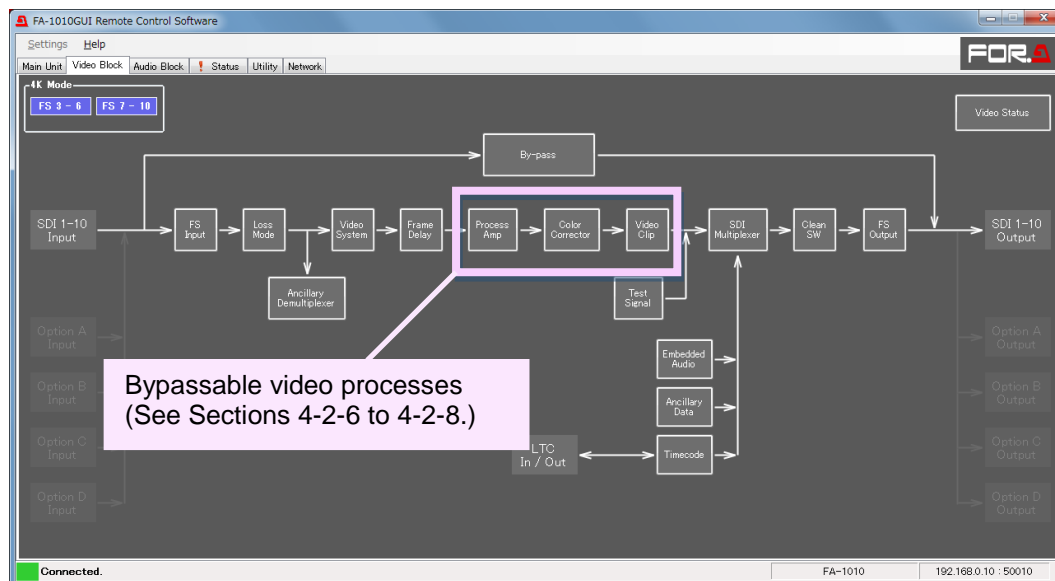 FA-1010GUI Remote Control Software
Settings Help
FOR.A
Main Unit Video Block Audio Block ! Status Utility Network
4K Mode
FS 3 - 6 FS 7 - 10
Video Status
By-pass
SDI 1-10
Input
FS
Input
Loss
Mode
Video
System
Frame
Delay
Process
Amp
Color
Corrector
Video
Clip
SDI
Multiplexer
Clean
SW
FS
Output
SDI 1-10
Output
Ancillary
Demultiplexer
Test
Signal
Option A
Input
Option A
Output
Embedded
Audio
Bypassable video processes
(See Sections 4-2-6 to 4-2-8.)
Option B
Input
Option B
Output
Ancillary
Data
Option C
Input
Option C
Output
LTC
In / Out
Timecode
Option D
Input
Option D
Output
Connected.
FA-1010
192.168.0.10 : 50010